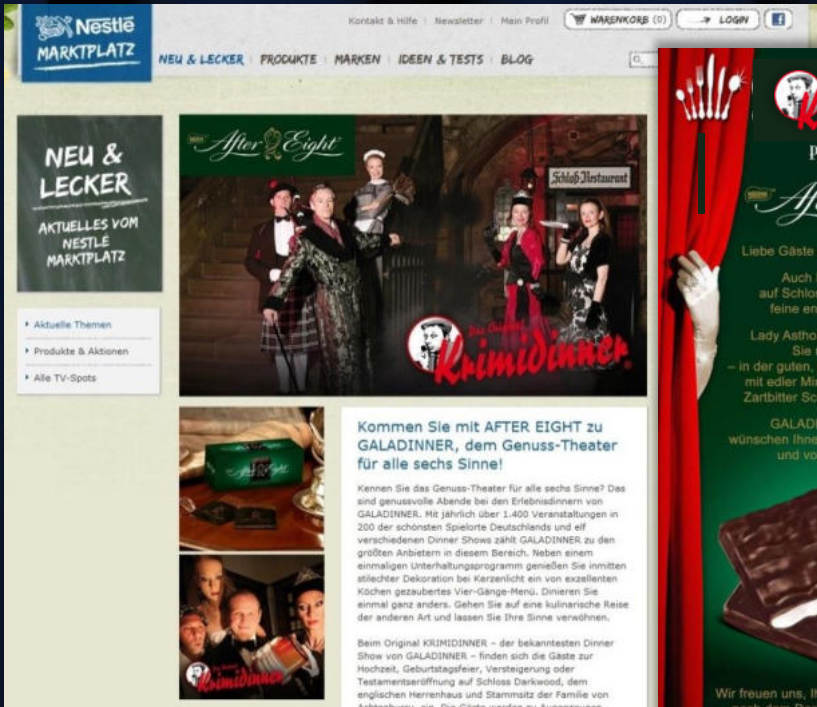 Nestlé
MARKTPLATZ
Kontakt & Hilfe | Newsletter | Mein Profil
WARENKORB (0)
LOGIN
NEU & LECKER | PRODUKTE | MARKEN | IDEEN & TESTS | BLOG
NEU &
LECKER
AKTUELLES VOM
NESTLÉ
MARKTPLATZ
Aktuelle Themen
Produkte & Aktionen
Alle TV-Spots
After Eight
Schloß Restaurant
Das Original
Krimidinner
Kommen Sie mit AFTER EIGHT zu
GALADINNER, dem Genuss-Theater
für alle sechs Sinne!
Kennen Sie das Genuss-Theater für alle sechs Sinne? Das
sind genussvolle Abende bei den Erlebnisdinnern von
GALADINNER. Mit jährlich über 1.400 Veranstaltungen in
200 der schönsten Spielorte Deutschlands und elf
verschiedenen Dinner Shows zählt GALADINNER zu den
größten Anbietern in diesem Bereich. Neben einem
einmaligen Unterhaltungsprogramm genießen Sie inmitten
stilechter Dekoration bei Kerzenlicht ein von exzellenten
Köchen gezaubertes Vier-Gänge-Menü. Dinieren Sie
einmal ganz anders. Gehen Sie auf eine kulinarische Reise
der anderen Art und lassen Sie Ihre Sinne verwöhnen.
Beim Original KRIMIDINNER – der bekanntesten Dinner
Show von GALADINNER – finden sich die Gäste zur
Hochzeit, Geburtstagsfeier, Versteigerung oder
Testamentseröffnung auf Schloss Darkwood, dem
englischen Herrenhaus und Stammsitz der Familie von
After Eight
Krimidinner
Liebe Gäste
Auch
auf Schlos
feine er
Lady Astho
Sie
– in der guten,
mit edler Min
Zartbitter Sc
GALADI
wünschen Ihne
und vo
Wir freuen uns, I